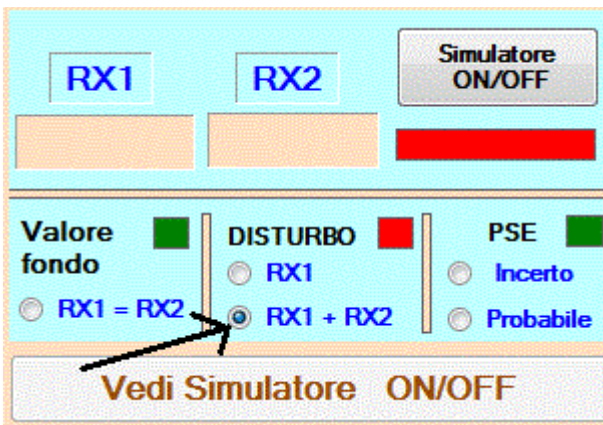 RX1
RX2
Simulatore
ON/OFF
Valore
fondo
RX1 = RX2
DISTURBO
RX1
RX1 + RX2
PSE
Incerto
Probabile
Vedi Simulatore ON/OFF